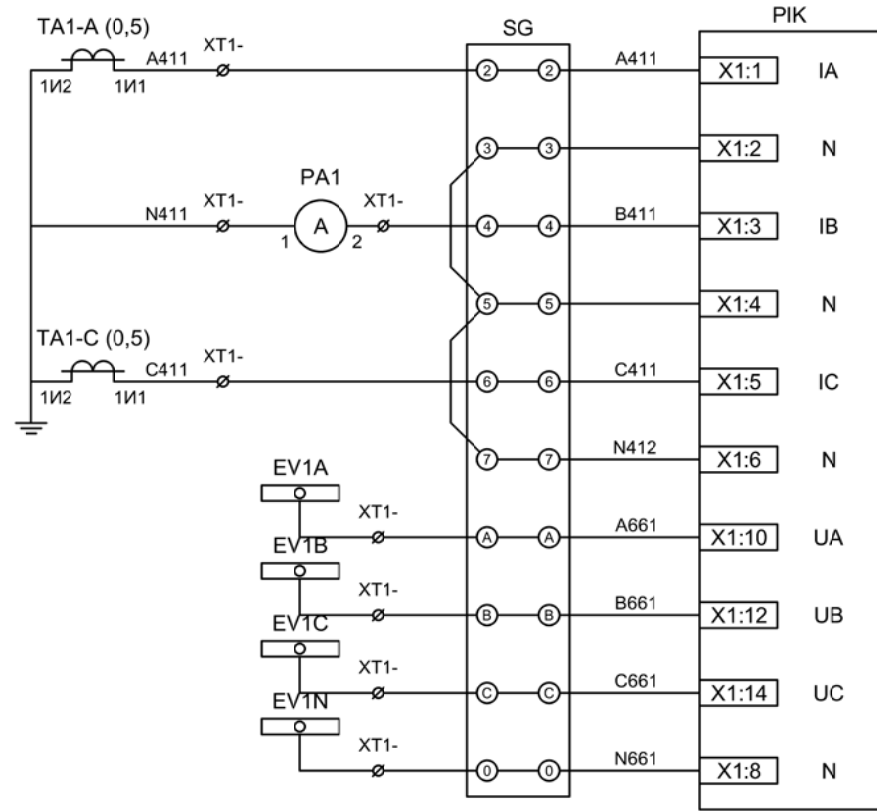 PIK
SG
TA1-A (0,5)
A411
XT1-
1И2
1И1
2
2
A411
X1:1
IA
3
3
X1:2
N
PA1
N411
XT1-
1
A
2
XT1-
4
4
B411
X1:3
IB
5
5
X1:4
N
TA1-C (0,5)
C411
XT1-
1И2
1И1
6
6
C411
X1:5
IC
7
7
N412
X1:6
N
EV1A
XT1-
A
A
A661
X1:10
UA
EV1B
XT1-
B
B
B661
X1:12
UB
EV1C
XT1-
C
C
C661
X1:14
UC
EV1N
XT1-
0
0
N661
X1:8
N